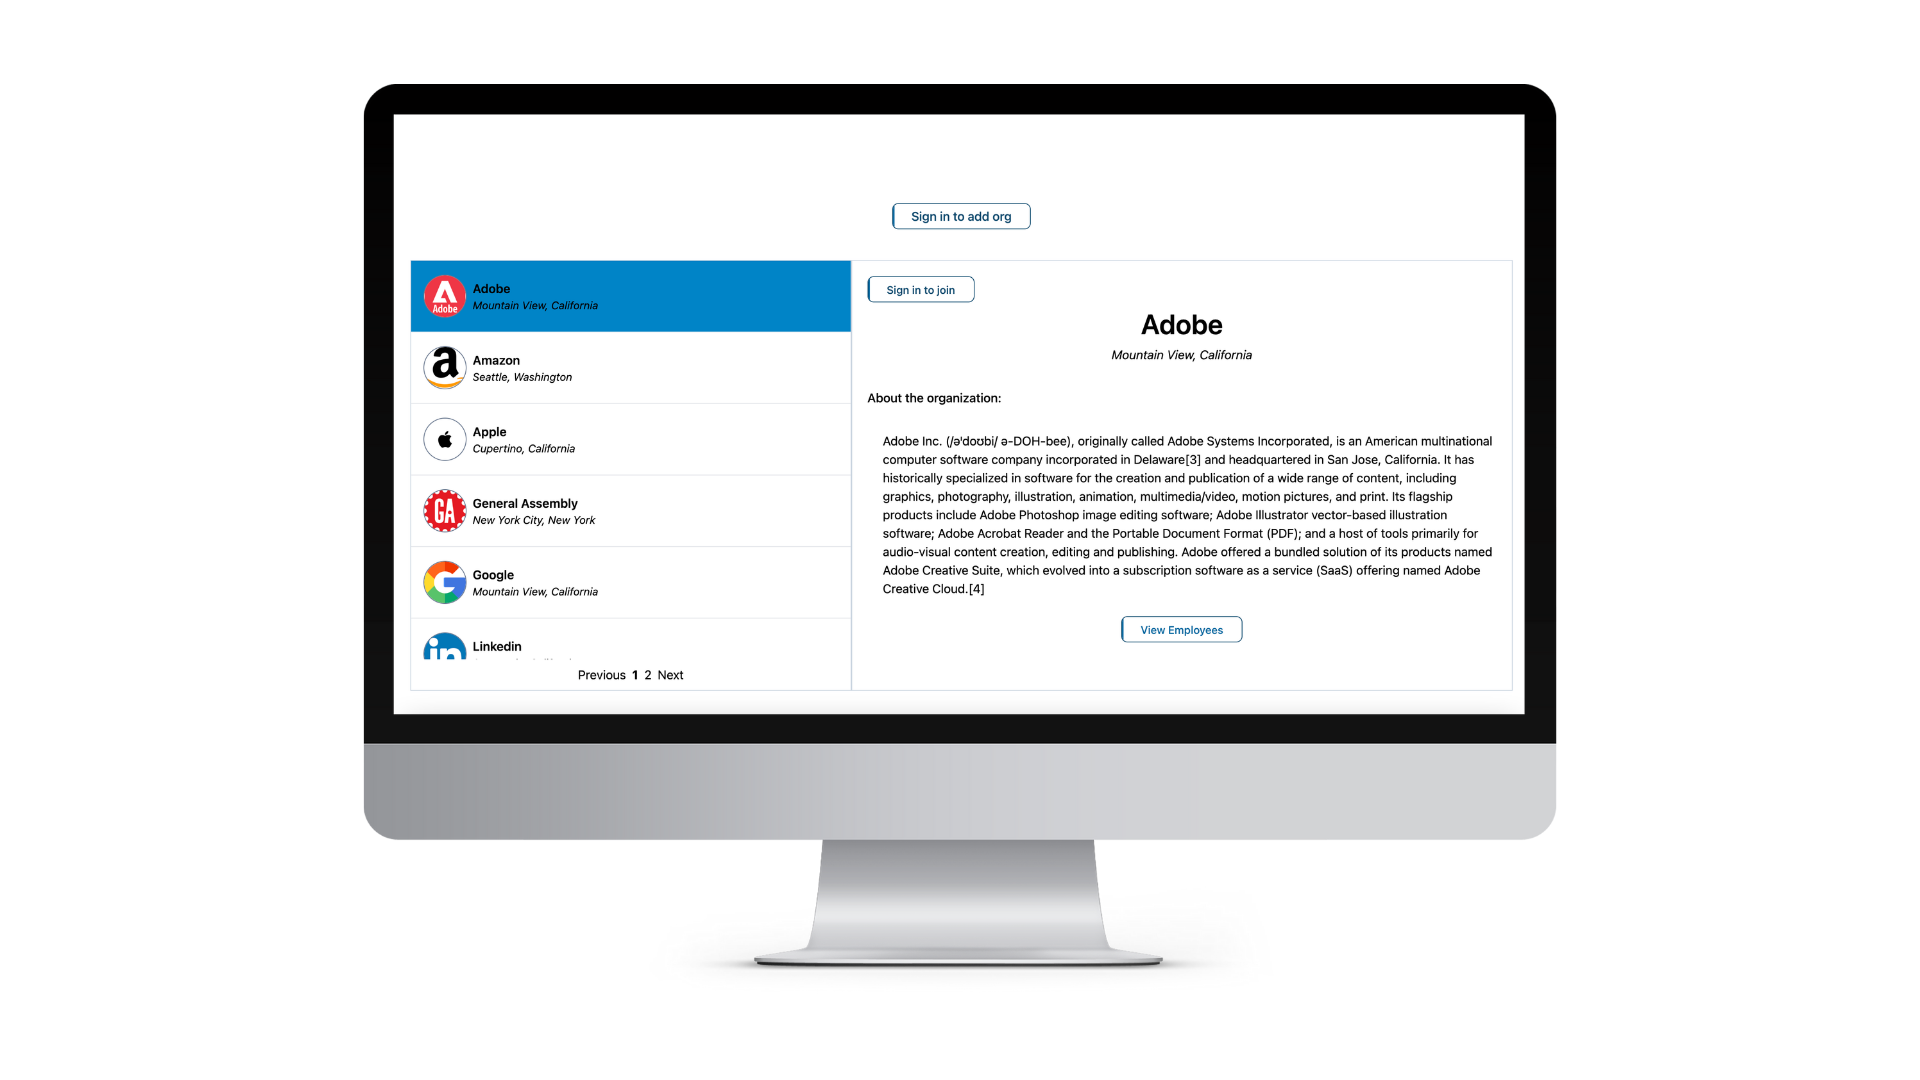 Sign in to add org
Adobe
Adobe
Mountain View, California
a
Amazon
Seattle, Washington
Apple
Cupertino, California
GA
General Assembly
New York City, New York
G
Google
Mountain View, California
in
Linkedin
Previous 1 2 Next
Sign in to join
Adobe
Mountain View, California
About the organization:
Adobe Inc. (/əˈdoʊbi/ ə-DOH-bee), originally called Adobe Systems Incorporated, is an American multinational
computer software company incorporated in Delaware[3] and headquartered in San Jose, California. It has
historically specialized in software for the creation and publication of a wide range of content, including
graphics, photography, illustration, animation, multimedia/video, motion pictures, and print. Its flagship
products include Adobe Photoshop image editing software; Adobe Illustrator vector-based illustration
software; Adobe Acrobat Reader and the Portable Document Format (PDF); and a host of tools primarily for
audio-visual content creation, editing and publishing. Adobe offered a bundled solution of its products named
Adobe Creative Suite, which evolved into a subscription software as a service (SaaS) offering named Adobe
Creative Cloud.[4]
View Employees